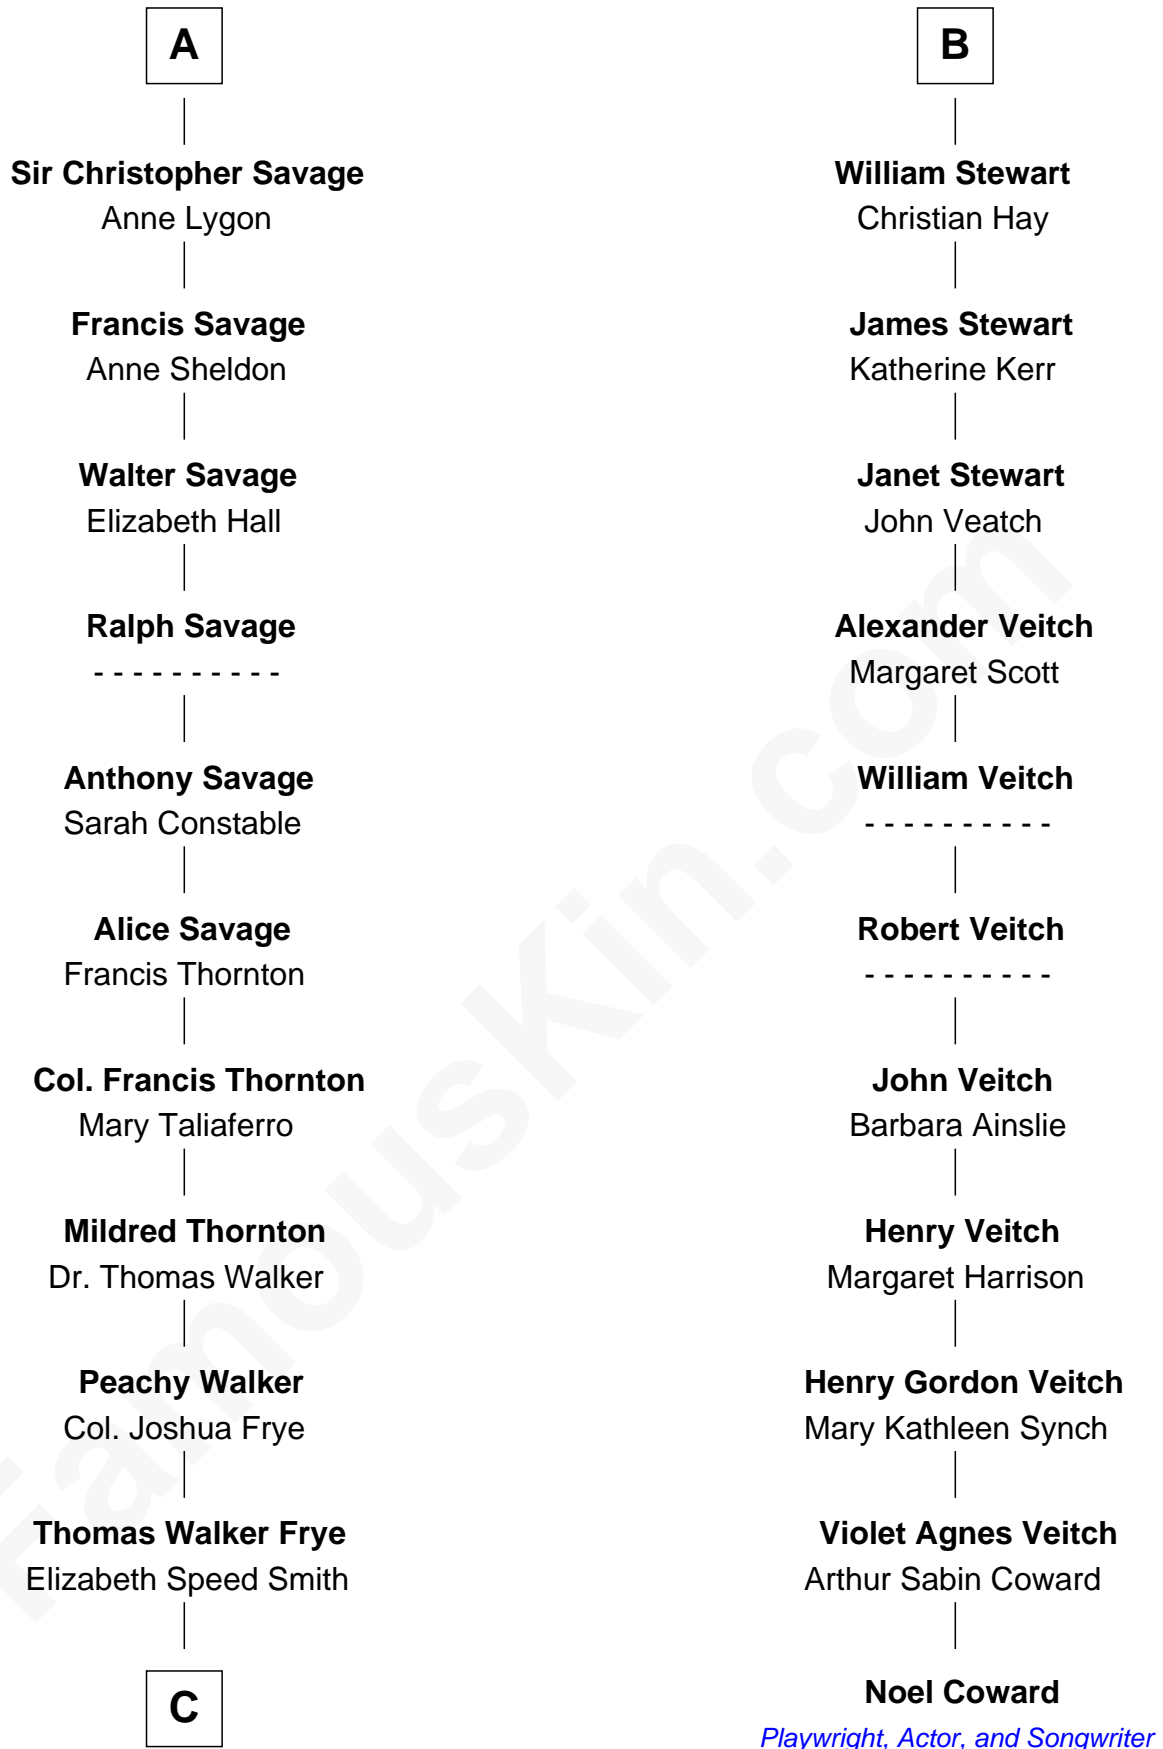 A
Sir Christopher Savage
Anne Lygon
Francis Savage
Anne Sheldon
Walter Savage
Elizabeth Hall
Ralph Savage
- - - - - - - - - -
Anthony Savage
Sarah Constable
Alice Savage
Francis Thornton
Col. Francis Thornton
Mary Taliaferro
Mildred Thornton
Dr. Thomas Walker
Peachy Walker
Col. Joshua Frye
Thomas Walker Frye
Elizabeth Speed Smith
C
B
William Stewart
Christian Hay
James Stewart
Katherine Kerr
Janet Stewart
John Veatch
Alexander Veitch
Margaret Scott
William Veitch
- - - - - - - - - -
Robert Veitch
- - - - - - - - - -
John Veitch
Barbara Ainslie
Henry Veitch
Margaret Harrison
Henry Gordon Veitch
Mary Kathleen Synch
Violet Agnes Veitch
Arthur Sabin Coward
Noel Coward
Playwright, Actor, and Songwriter
FamousKin.com